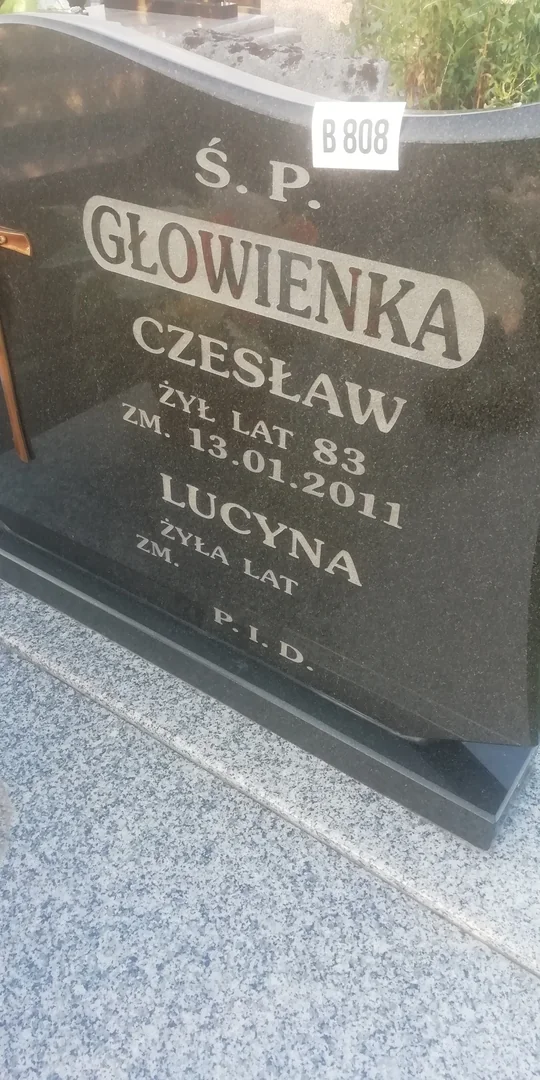 B 808
Ś. P.
GŁOWIENKA
CZESŁAW
ŻYŁ LAT 83
ZM. 13.01.2011
LUCYNA
ŻYŁA LAT
ZM.
P. I. D.